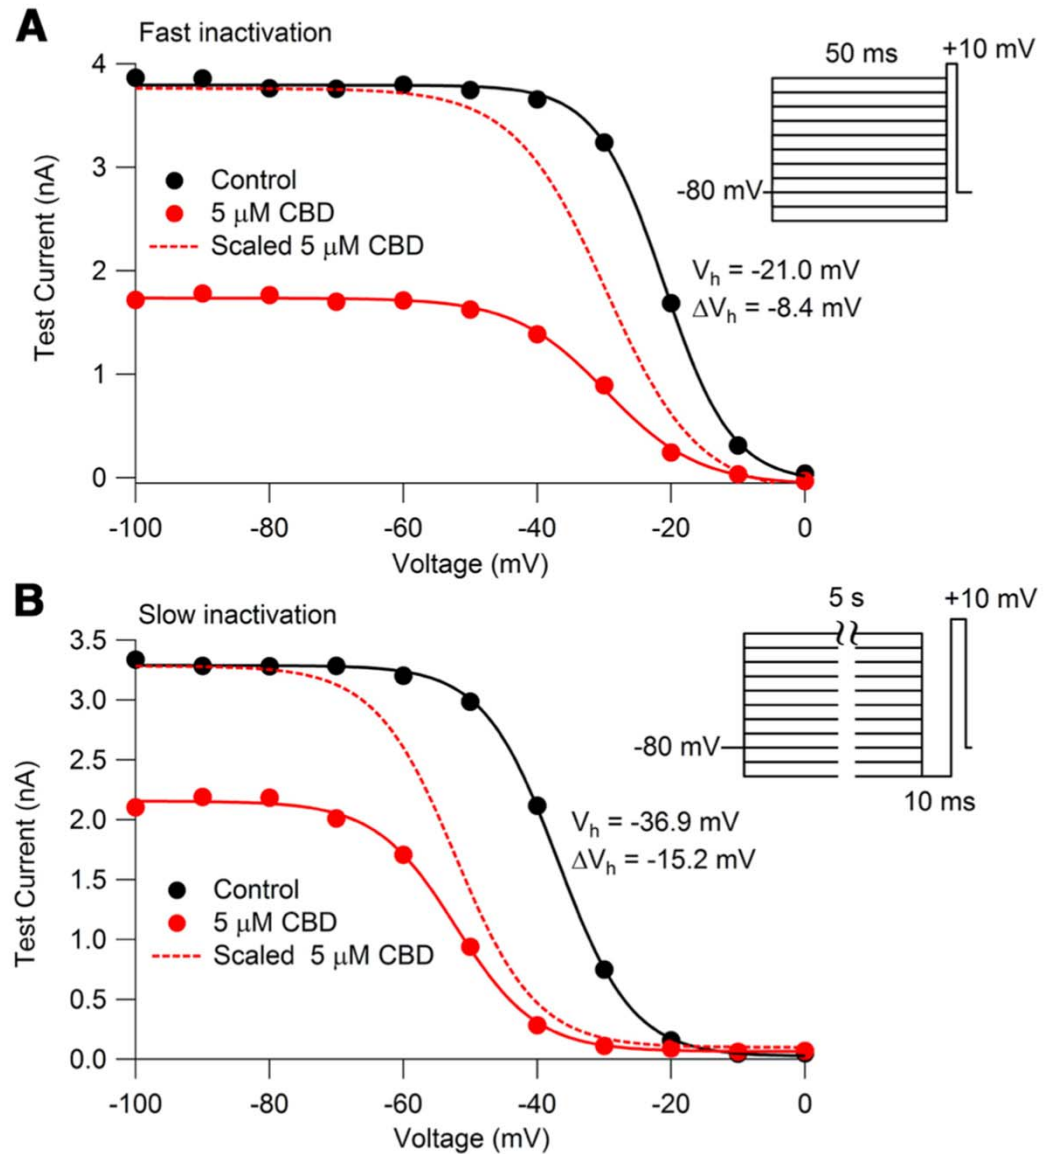 A
Fast inactivation
50 ms
+10 mV
-80 mV
4
3
2
1
0
Test Current (nA)
Control
5 μM CBD
Scaled 5 μM CBD
Vh = -21.0 mV
ΔVh = -8.4 mV
-100
-80
-60
-40
-20
0
Voltage (mV)
B
Slow inactivation
5 s
+10 mV
-80 mV
10 ms
3.5
3.0
2.5
2.0
1.5
1.0
0.5
0.0
Test Current (nA)
Vh = -36.9 mV
ΔVh = -15.2 mV
Control
5 μM CBD
Scaled 5 μM CBD
-100
-80
-60
-40
-20
0
Voltage (mV)